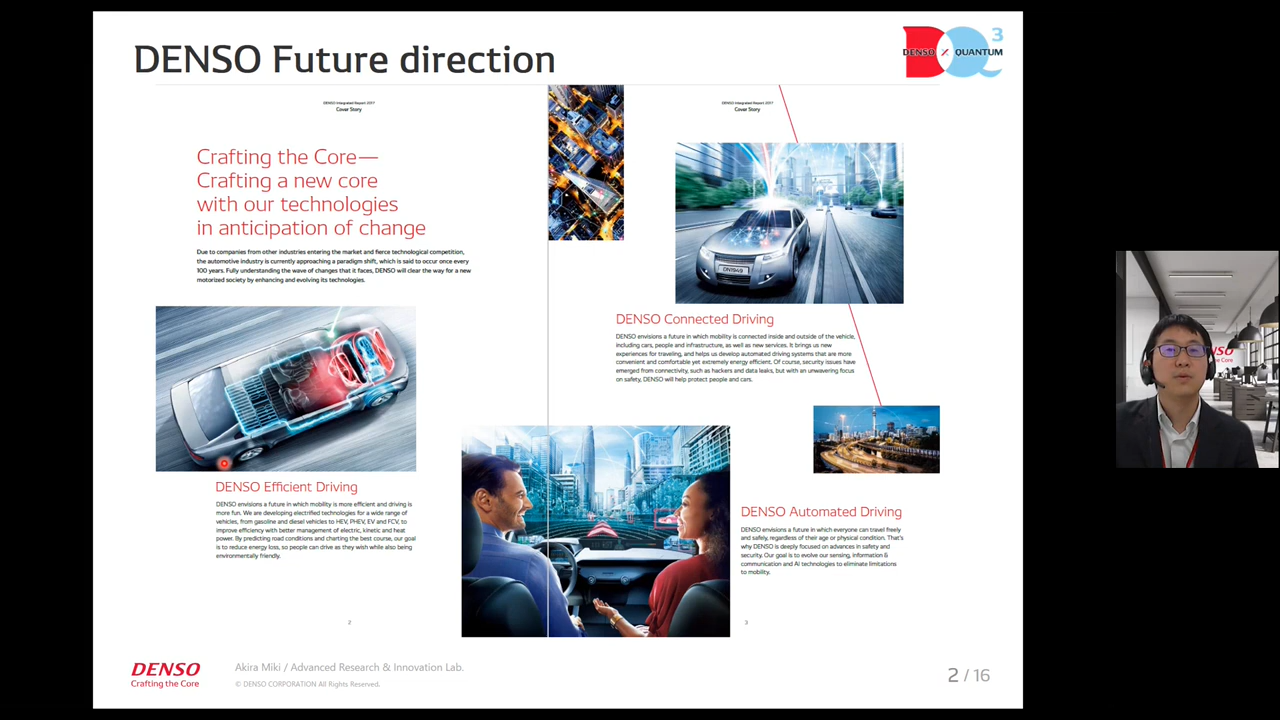 DENSO Future direction
DENSO × QUANTUM
3
DENSO Integrated Report 2017
Cover Story
Crafting the Core—
Crafting a new core
with our technologies
in anticipation of change
Due to companies from other industries entering the market and fierce technological competition,
the automotive industry is currently approaching a paradigm shift, which is said to occur once every
100 years. Fully understanding the wave of changes that it faces, DENSO will clear the way for a new
motorized society by enhancing and evolving its technologies.
DENSO Efficient Driving
DENSO envisions a future in which mobility is more efficient and driving is
more fun. We are developing electrified technologies for a wide range of
vehicles, from gasoline and diesel vehicles to HEV, PHEV, EV and FCV, to
improve efficiency with better management of electric, kinetic and heat
power. By predicting road conditions and charting the best course, our goal
is to reduce energy loss, so people can drive as they wish while also being
environmentally friendly.
2
DENSO Integrated Report 2017
Cover Story
DN1949
DENSO Connected Driving
DENSO envisions a future in which mobility is connected inside and outside of the vehicle,
including cars, people and infrastructure, as well as new services. It brings us new
experiences for traveling, and helps us develop automated driving systems that are more
convenient and comfortable yet extremely energy efficient. Of course, security issues have
emerged from connectivity, such as hackers and data leaks, but with an unwavering focus
on safety, DENSO will help protect people and cars.
DENSO Automated Driving
DENSO envisions a future in which everyone can travel freely
and safely, regardless of their age or physical condition. That's
why DENSO is deeply focused on advances in safety and
security. Our goal is to evolve our sensing, information &
communication and AI technologies to eliminate limitations
to mobility.
3
DENSO
Crafting the Core
Akira Miki / Advanced Research & Innovation Lab.
© DENSO CORPORATION All Rights Reserved.
2 / 16